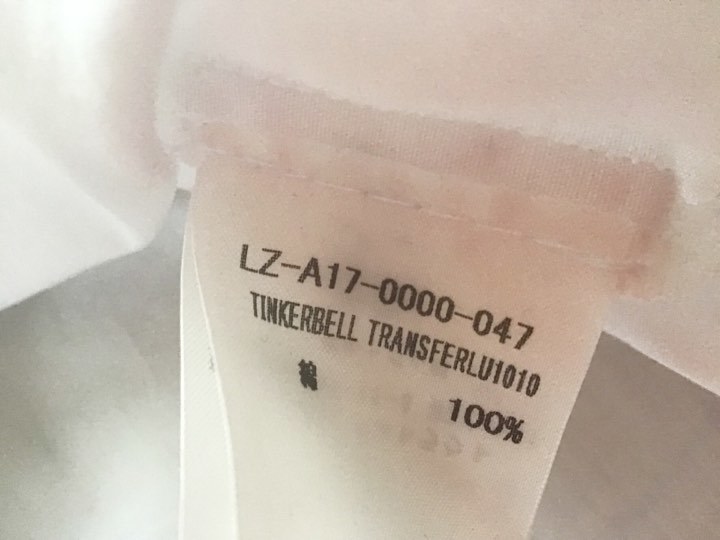 LZ-A17-0000-047
TINKERBELL TRANSFERLU1010
綿 100%